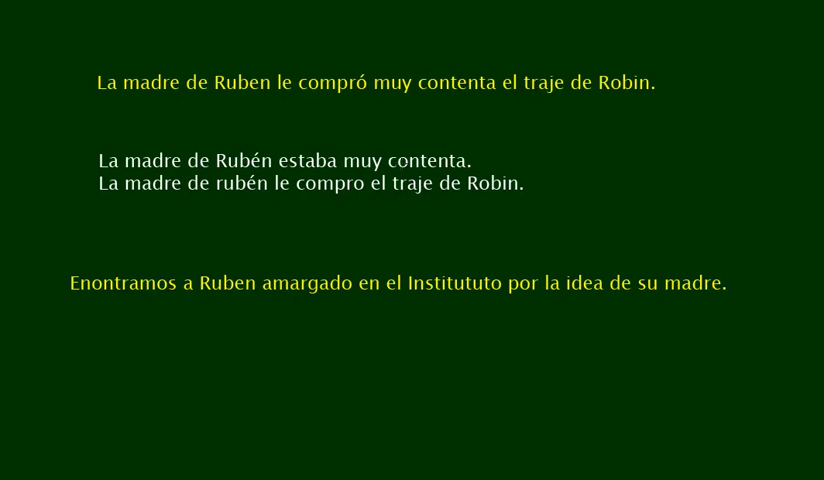 La madre de Ruben le compró muy contenta el traje de Robin.
La madre de Rubén estaba muy contenta.
La madre de rubén le compro el traje de Robin.
Enontramos a Ruben amargado en el Institututo por la idea de su madre.